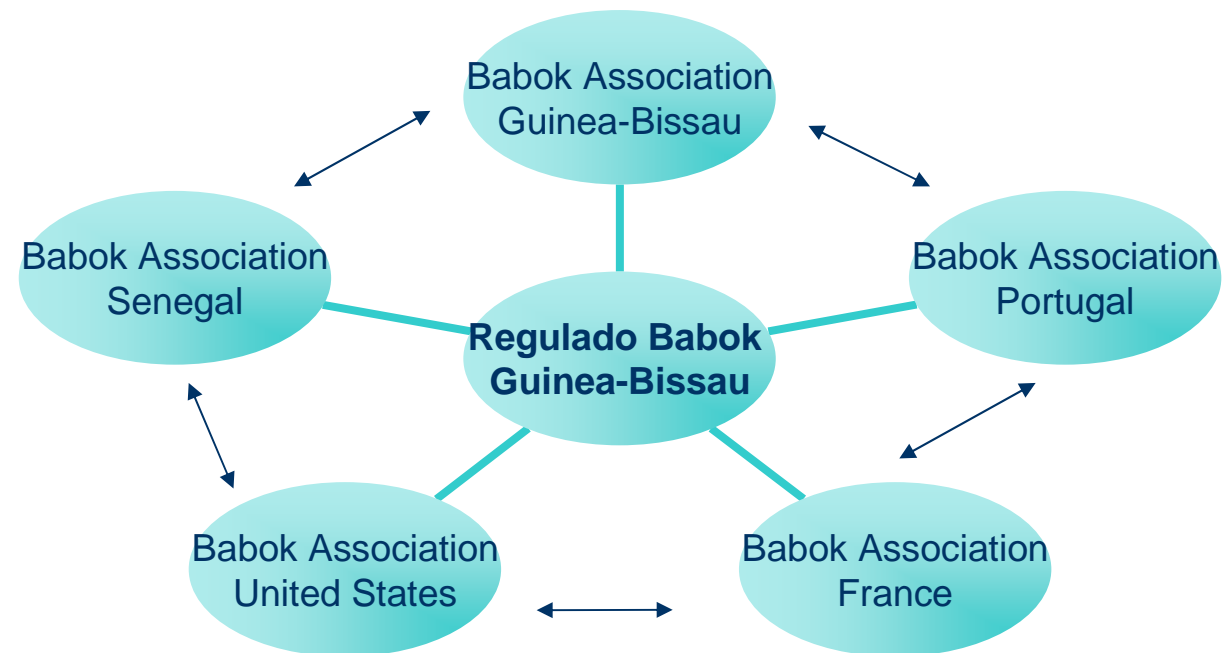 Babok Association
Guinea-Bissau
Babok Association
Senegal
Babok Association
Portugal
Regulado Babok
Guinea-Bissau
Babok Association
United States
Babok Association
France